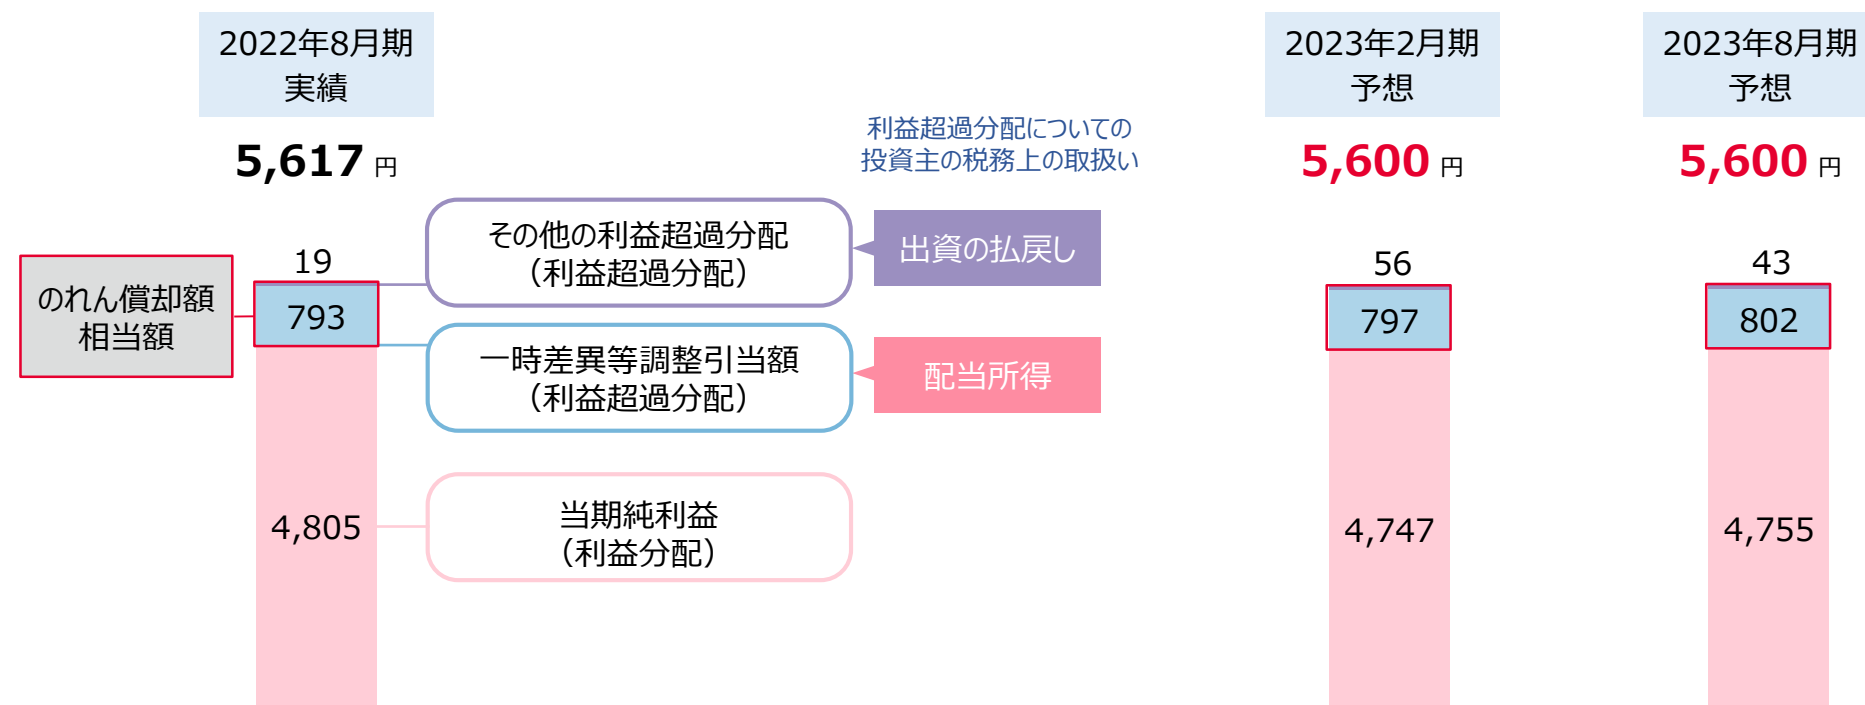 2022年8月期
実績
5,617 円
2023年2月期
予想
5,600 円
2023年8月期
予想
5,600 円
利益超過分配についての
投資主の税務上の取扱い
のれん償却額
相当額
19
793
4,805
その他の利益超過分配
（利益超過分配）
出資の払戻し
一時差異等調整引当額
（利益超過分配）
配当所得
当期純利益
（利益分配）
56
797
4,747
43
802
4,755